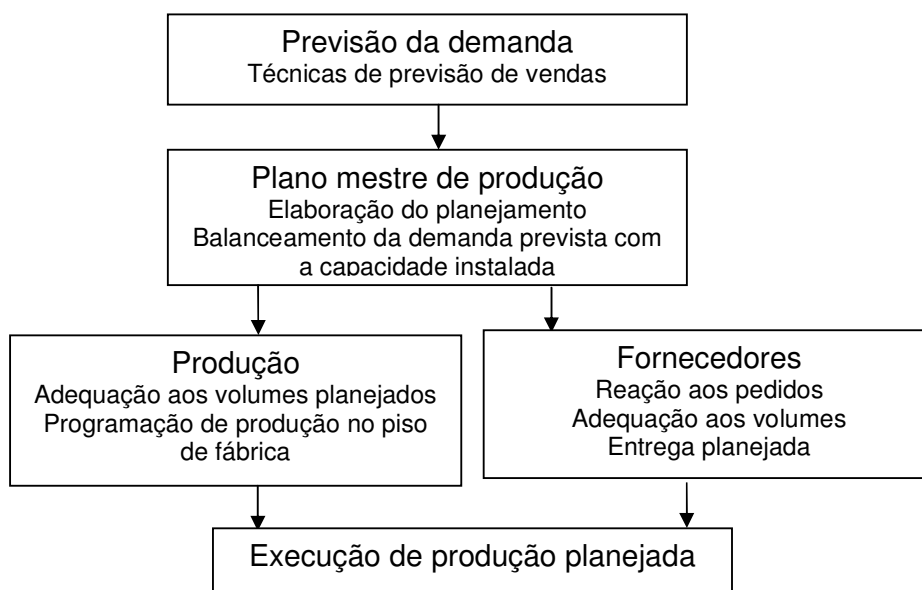 Previsão da demanda
Técnicas de previsão de vendas
Plano mestre de produção
Elaboração do planejamento
Balanceamento da demanda prevista com
a capacidade instalada
Produção
Adequação aos volumes planejados
Programação de produção no piso
de fábrica
Fornecedores
Reação aos pedidos
Adequação aos volumes
Entrega planejada
Execução de produção planejada